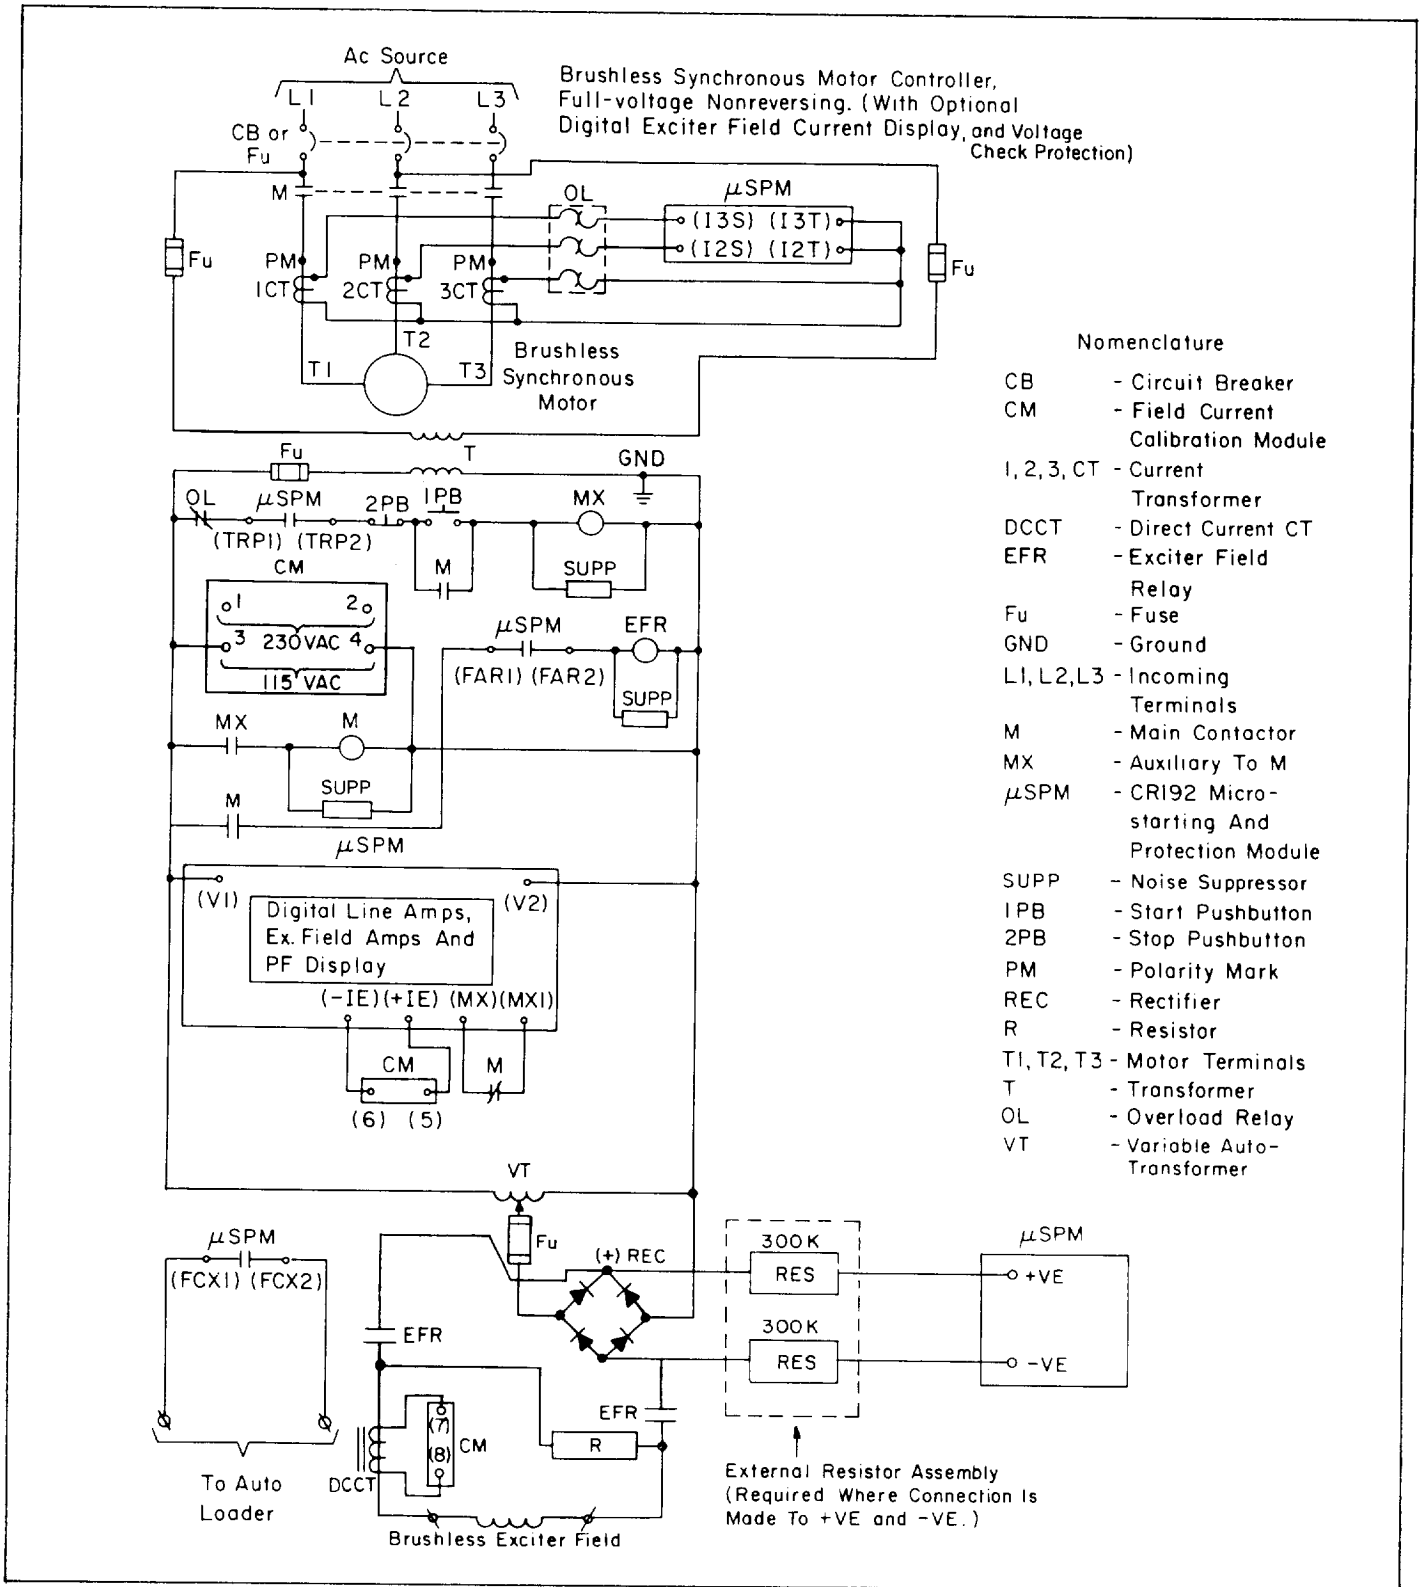 Ac Source
L1 L2 L3
Brushless Synchronous Motor Controller,
Full-voltage Nonreversing. (With Optional
Digital Exciter Field Current Display, and Voltage
Check Protection)
CB or
Fu
M
OL
μSPM
(I3S) (I3T)
(I2S) (I2T)
Fu
Fu
PM PM PM
1CT 2CT 3CT
T2
T1
T3
Brushless
Synchronous
Motor
T
Fu
GND
OL
μSPM
2PB
1PB
MX
(TRP1) (TRP2)
M
SUPP
CM
1 2
3 230VAC 4
115 VAC
μSPM
EFR
(FAR1) (FAR2)
SUPP
MX
M
SUPP
M
μSPM
(V1)
(V2)
Digital Line Amps,
Ex. Field Amps And
PF Display
(-IE) (+IE) (MX) (MX1)
CM
M
(6) (5)
VT
Fu
μSPM
(FCX1) (FCX2)
(+) REC
300K
RES
300K
RES
μSPM
+VE
-VE
EFR
EFR
(7)
(8)
CM
R
DCCT
To Auto
Loader
Brushless Exciter Field
External Resistor Assembly
(Required Where Connection Is
Made To +VE and -VE.)
Nomenclature
CB - Circuit Breaker
CM - Field Current
Calibration Module
1, 2, 3, CT - Current
Transformer
DCCT - Direct Current CT
EFR - Exciter Field
Relay
Fu - Fuse
GND - Ground
L1, L2, L3 - Incoming
Terminals
M - Main Contactor
MX - Auxiliary To M
μSPM - CR192 Micro-
starting And
Protection Module
SUPP - Noise Suppressor
1PB - Start Pushbutton
2PB - Stop Pushbutton
PM - Polarity Mark
REC - Rectifier
R - Resistor
T1, T2, T3 - Motor Terminals
T - Transformer
OL - Overload Relay
VT - Variable Auto-
Transformer